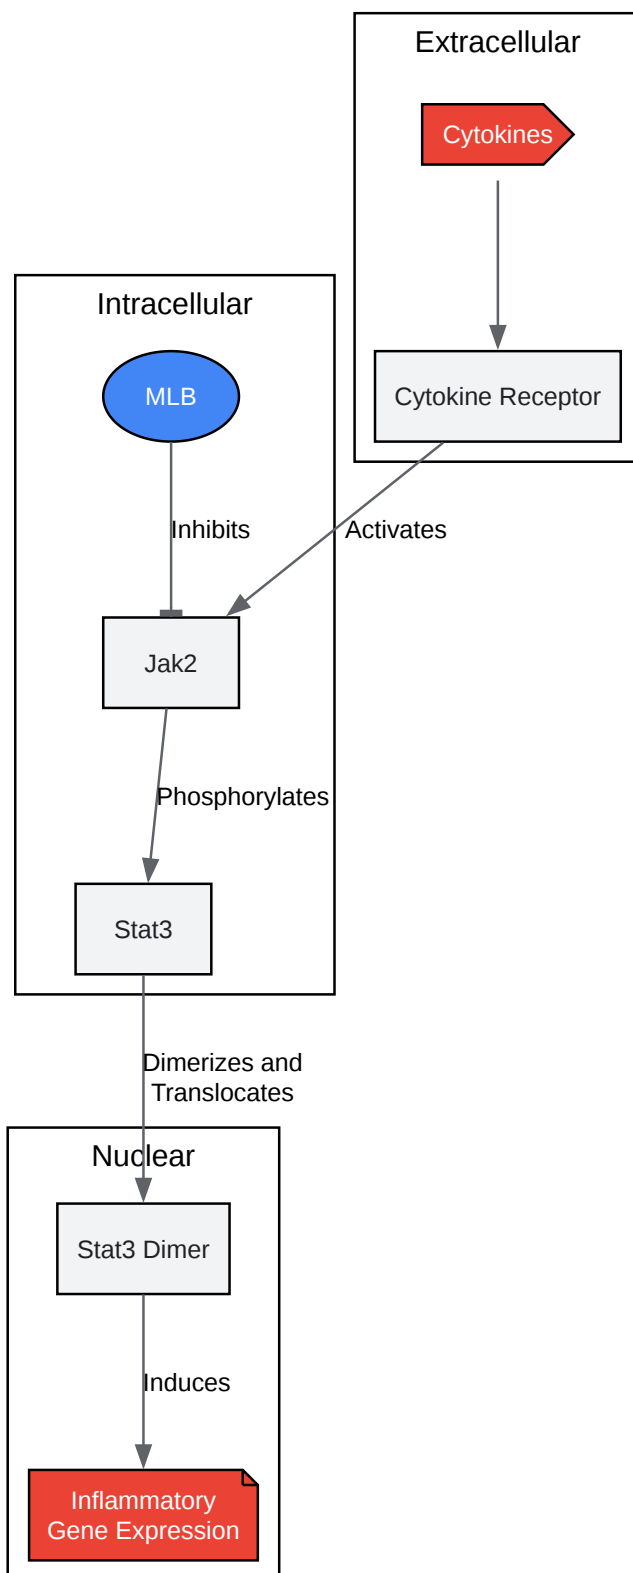 Extracellular
Cytokines
Intracellular
MLB
Cytokine Receptor
Inhibits
Activates
Jak2
Phosphorylates
Stat3
Dimerizes and
Translocates
Nuclear
Stat3 Dimer
Induces
Inflammatory
Gene Expression